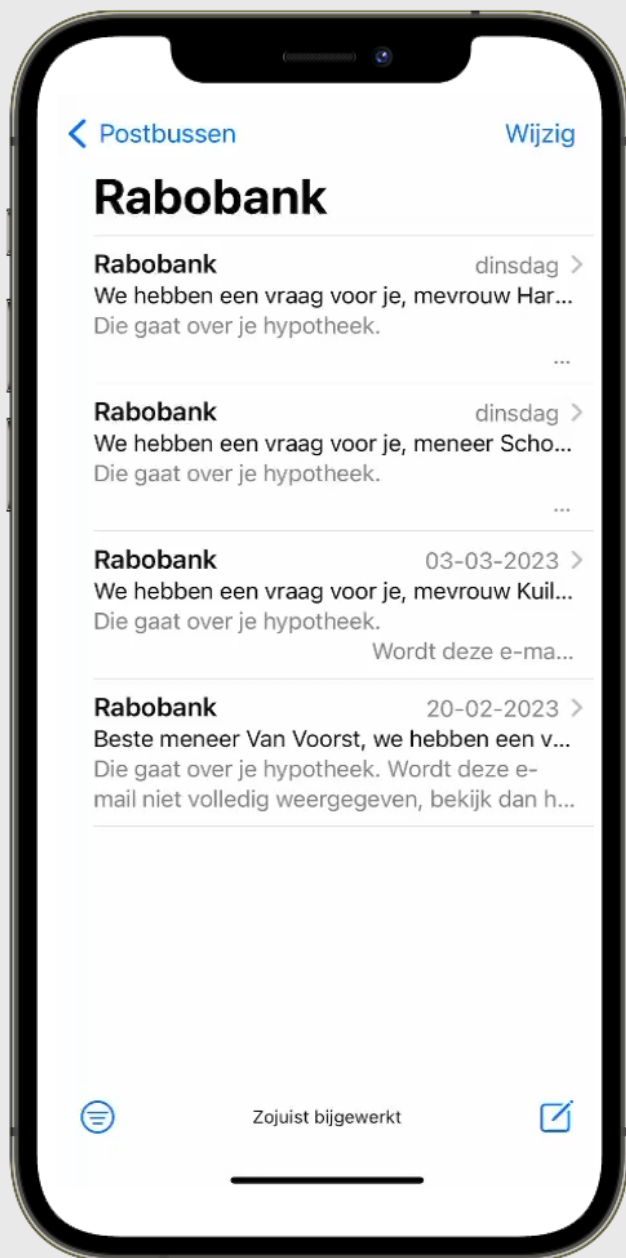 Postbussen
Wijzig
Rabobank
Rabobank
dinsdag
We hebben een vraag voor je, mevrouw Har...
Die gaat over je hypotheek.
...
Rabobank
dinsdag
We hebben een vraag voor je, meneer Scho...
Die gaat over je hypotheek.
...
Rabobank
03-03-2023
We hebben een vraag voor je, mevrouw Kuil...
Die gaat over je hypotheek.
Wordt deze e-ma...
Rabobank
20-02-2023
Beste meneer Van Voorst, we hebben een v...
Die gaat over je hypotheek. Wordt deze e-
mail niet volledig weergegeven, bekijk dan h...
Zojuist bijgewerkt